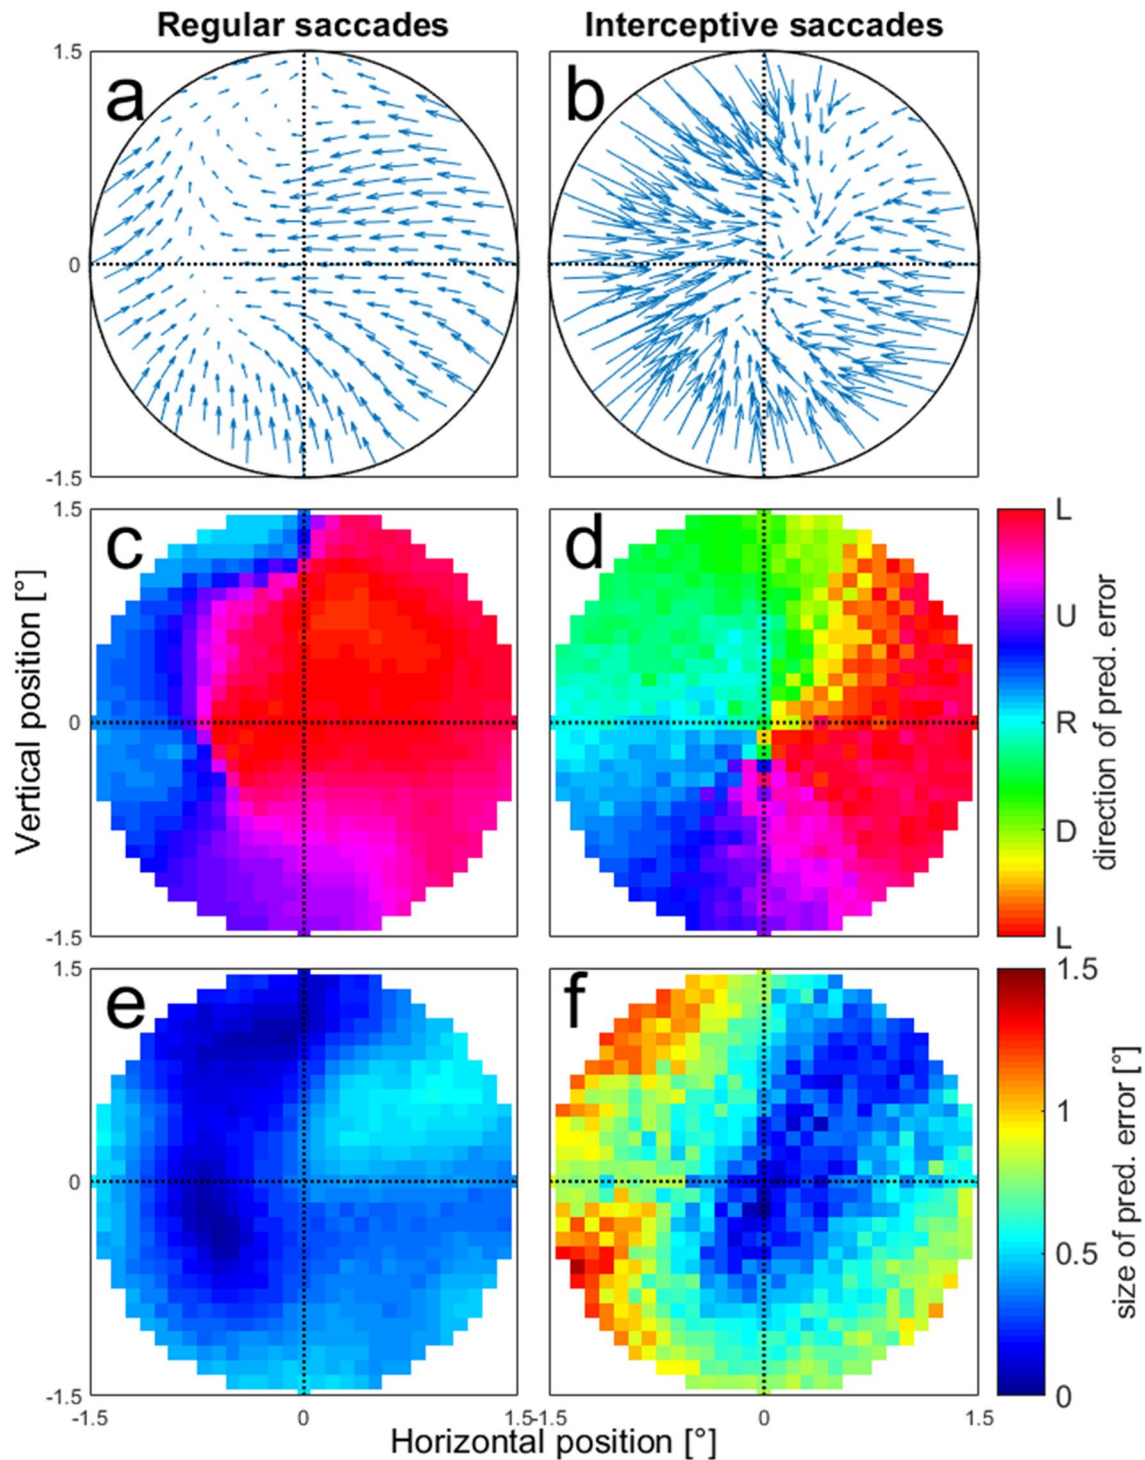 Regular saccades Interceptive saccades
1.5
a b
0
-1.5
1.5 L
c d
U
0 R
D
-1.5 L
1.5 1.5
e f
1
0
0.5
-1.5 0
-1.5 0 1.5 -1.5 0 1.5
Horizontal position [°]
Vertical position [°]
direction of pred. error
size of pred. error [°]